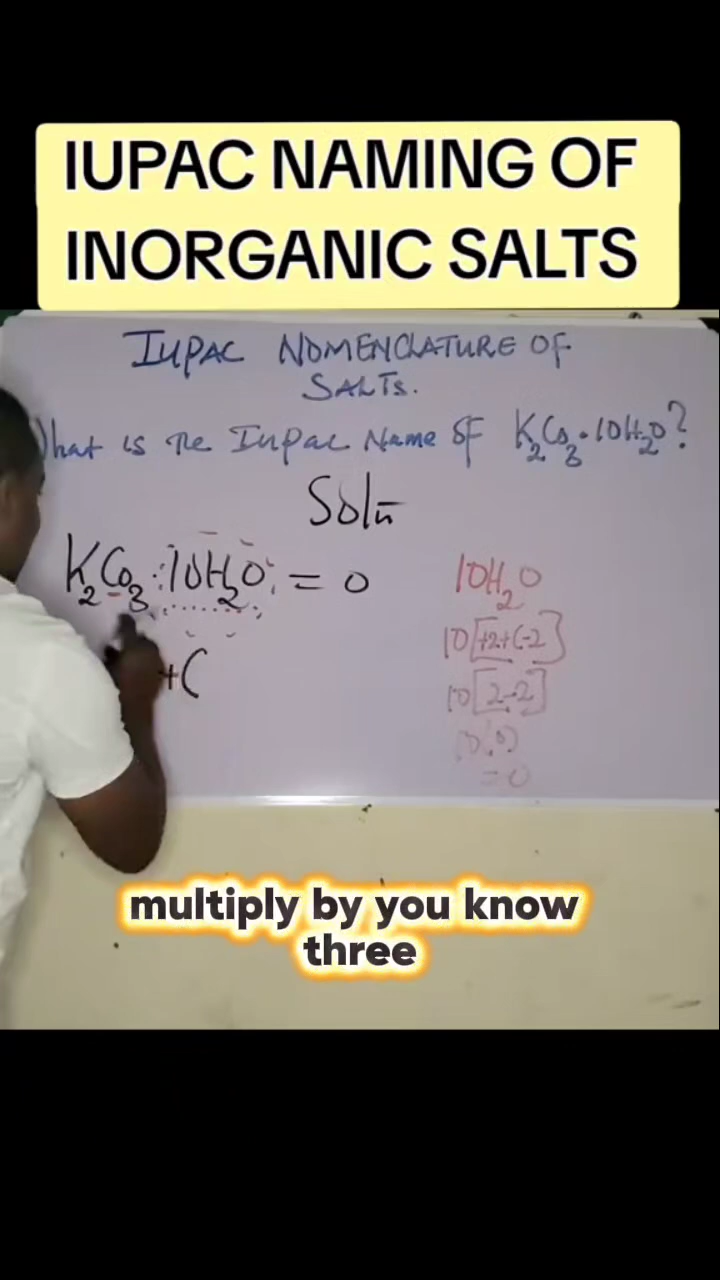 IUPAC NAMING OF
INORGANIC SALTS
IUPAC NOMENCLATURE OF
SALTS.
hat is the Iupac Name of K₂Co₃·10H₂O?
Soln
K₂Co₃·10H₂O = 0
+(
10H₂O
10[+2+(-2]
10[2-2]
= 0
multiply by you know
three